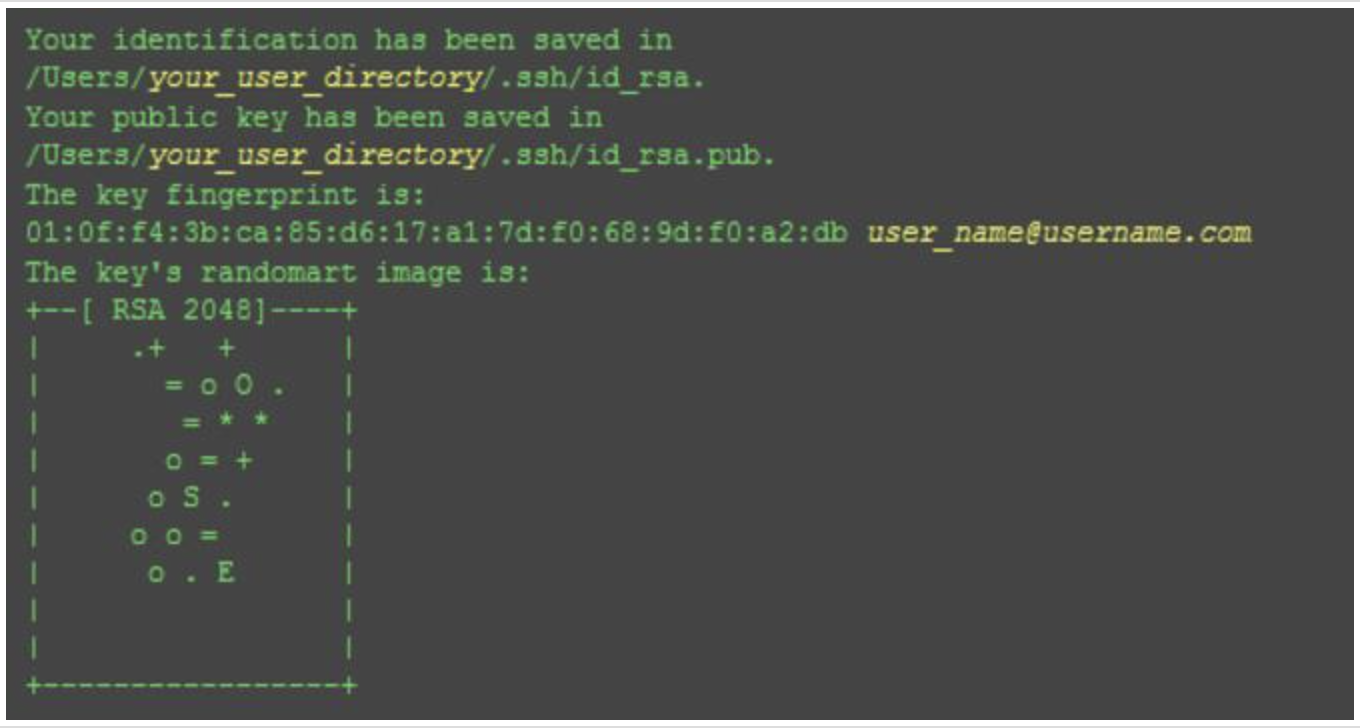 Your identification has been saved in
/Users/your_user_directory/.ssh/id_rsa.
Your public key has been saved in
/Users/your_user_directory/.ssh/id_rsa.pub.
The key fingerprint is:
01:0f:f4:3b:ca:85:d6:17:a1:7d:f0:68:9d:f0:a2:db user_name@username.com
The key's randomart image is:
+--[ RSA 2048]----+
|     .+   +      |
|       = o O .   |
|        = * *    |
|       o = +     |
|      o S .      |
|     o o =       |
|      o . E      |
|                 |
|                 |
+-----------------+